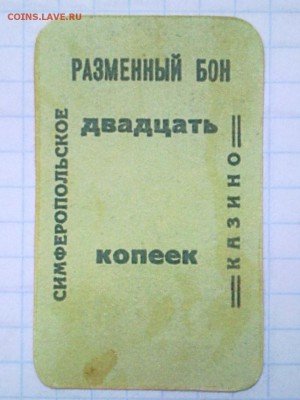 COINS.LAVE.RU
РАЗМЕННЫЙ БОН
СИМФЕРОПОЛЬСКОЕ
двадцать
копеек
КАЗИНО